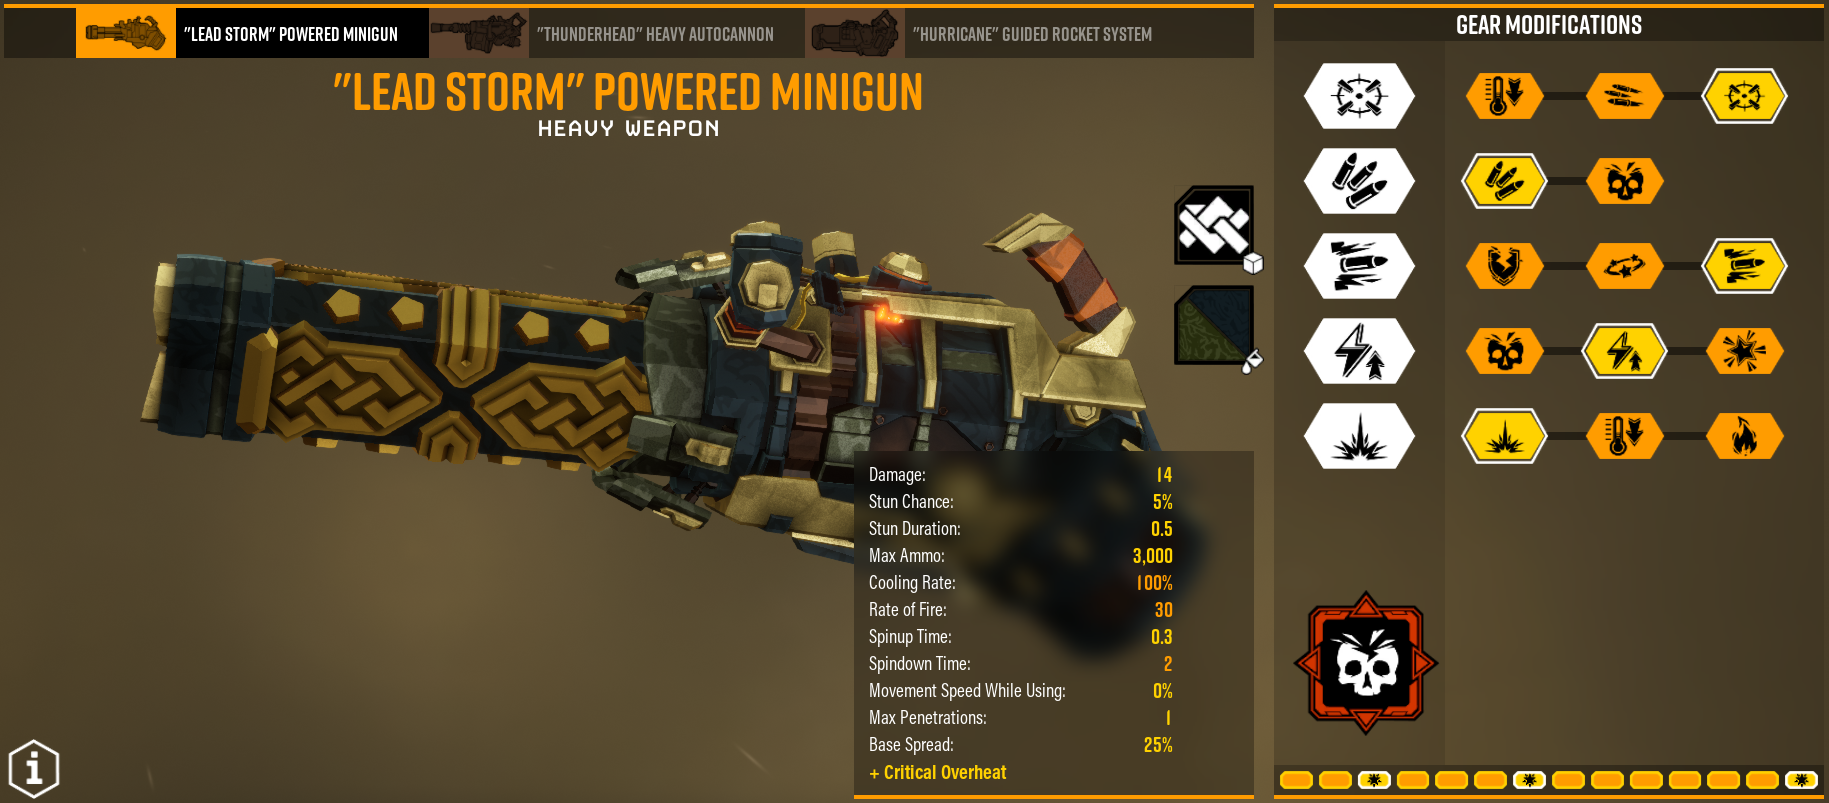 "LEAD STORM" POWERED MINIGUN
"THUNDERHEAD" HEAVY AUTOCANNON
"HURRICANE" GUIDED ROCKET SYSTEM
GEAR MODIFICATIONS
"LEAD STORM" POWERED MINIGUN
HEAVY WEAPON
Damage: 14
Stun Chance: 5%
Stun Duration: 0.5
Max Ammo: 3,000
Cooling Rate: 100%
Rate of Fire: 30
Spinup Time: 0.3
Spindown Time: 2
Movement Speed While Using: 0%
Max Penetrations: 1
Base Spread: 25%
+ Critical Overheat